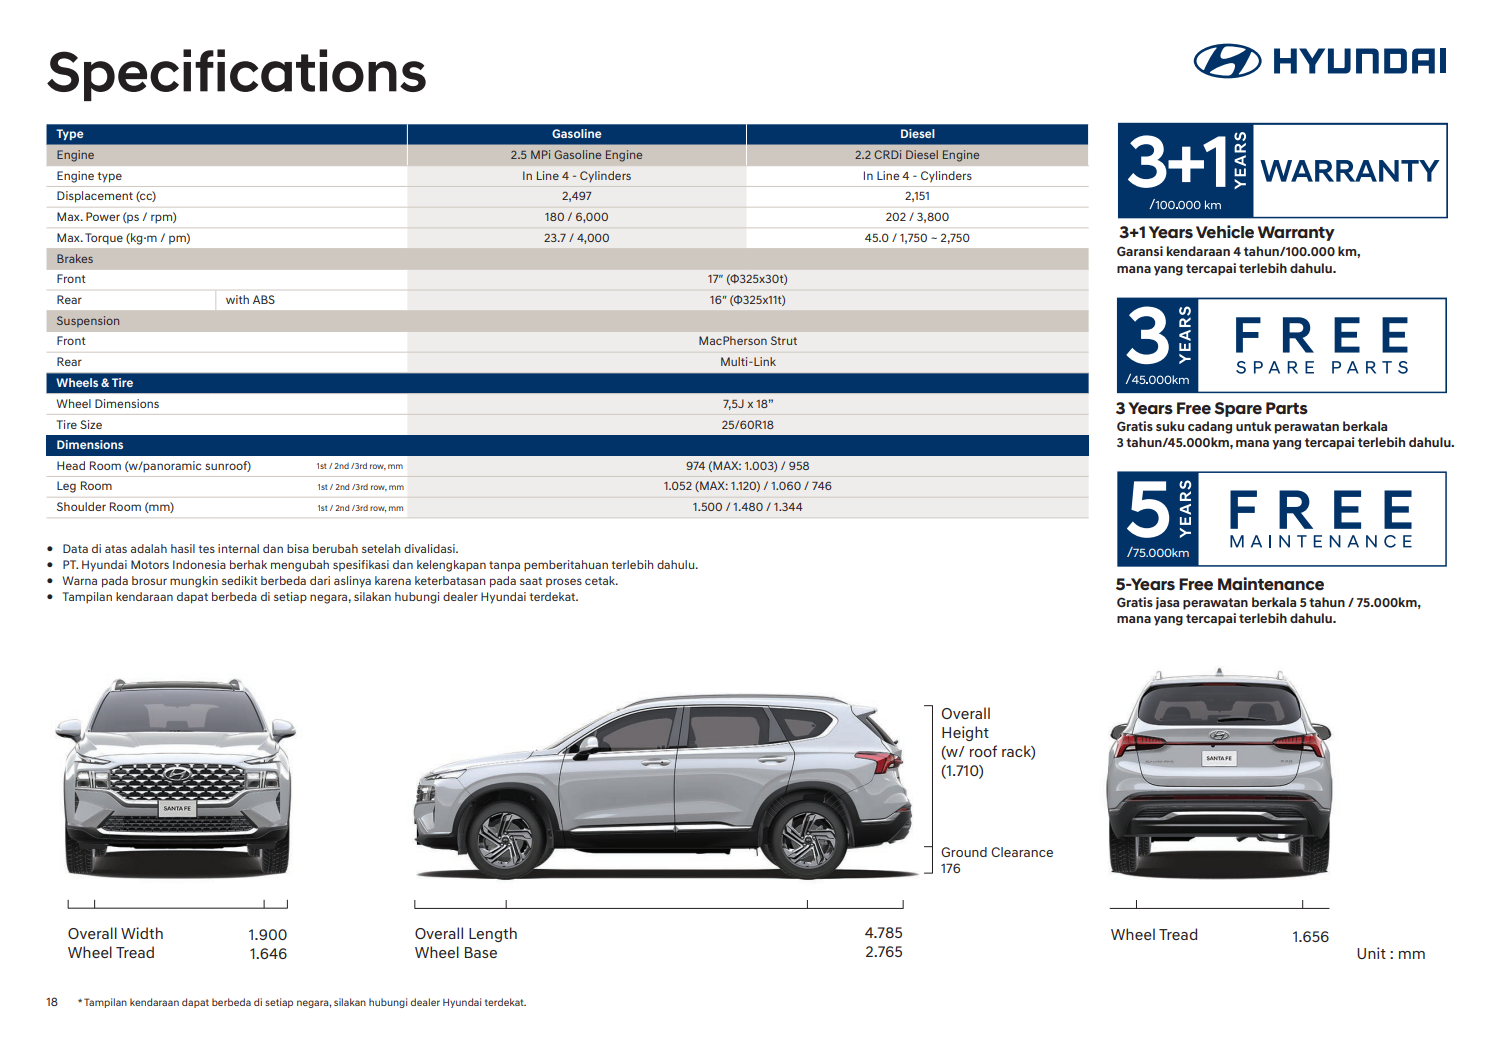 Specifications
HYUNDAI
Type Gasoline Diesel
Engine 2.5 MPi Gasoline Engine 2.2 CRDi Diesel Engine
Engine type In Line 4 - Cylinders In Line 4 - Cylinders
Displacement (cc) 2,497 2,151
Max. Power (ps / rpm) 180 / 6,000 202 / 3,800
Max. Torque (kg·m / pm) 23.7 / 4,000 45.0 / 1,750 ~ 2,750
Brakes
Front 17" (Φ325x30t)
Rear with ABS 16" (Φ325x11t)
Suspension
Front MacPherson Strut
Rear Multi-Link
Wheels & Tire
Wheel Dimensions 7,5J x 18”
Tire Size 25/60R18
Dimensions
Head Room (w/panoramic sunroof) 1st / 2nd /3rd row, mm 974 (MAX: 1.003) / 958
Leg Room 1st / 2nd /3rd row, mm 1.052 (MAX: 1.120) / 1.060 / 746
Shoulder Room (mm) 1st / 2nd /3rd row, mm 1.500 / 1.480 / 1.344
• Data di atas adalah hasil tes internal dan bisa berubah setelah divalidasi.
• PT. Hyundai Motors Indonesia berhak mengubah spesifikasi dan kelengkapan tanpa pemberitahuan terlebih dahulu.
• Warna pada brosur mungkin sedikit berbeda dari aslinya karena keterbatasan pada saat proses cetak.
• Tampilan kendaraan dapat berbeda di setiap negara, silakan hubungi dealer Hyundai terdekat.
3+1 YEARS WARRANTY
/100.000 km
3+1 Years Vehicle Warranty
Garansi kendaraan 4 tahun/100.000 km,
mana yang tercapai terlebih dahulu.
3 YEARS FREE
SPARE PARTS
/45.000km
3 Years Free Spare Parts
Gratis suku cadang untuk perawatan berkala
3 tahun/45.000km, mana yang tercapai terlebih dahulu.
5 YEARS FREE
MAINTENANCE
/75.000km
5-Years Free Maintenance
Gratis jasa perawatan berkala 5 tahun / 75.000km,
mana yang tercapai terlebih dahulu.
SANTA FE
Overall Width 1.900
Wheel Tread 1.646
Overall
Height
(w/ roof rack)
(1.710)
Ground Clearance
176
Overall Length 4.785
Wheel Base 2.765
SANTA FE
Wheel Tread 1.656
Unit : mm
18 * Tampilan kendaraan dapat berbeda di setiap negara, silakan hubungi dealer Hyundai terdekat.